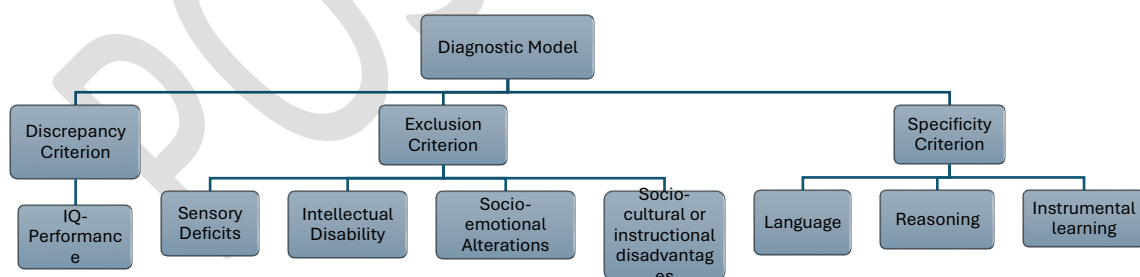 Diagnostic Model
Discrepancy
Criterion
Exclusion
Criterion
Specificity
Criterion
IQ-
Performanc
e
Sensory
Deficits
Intellectual
Disability
Socio-
emotional
Alterations
Socio-
cultural or
instructional
disadvantag
es
Language
Reasoning
Instrumental
learning